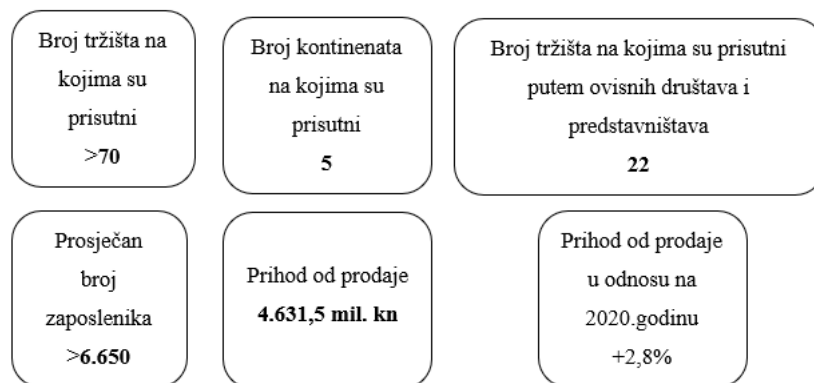 Broj tržišta na
kojima su
prisutni
>70
Broj kontinenata
na kojima su
prisutni
5
Broj tržišta na kojima su prisutni
putem ovisnih društava i
predstavništava
22
Prosječan
broj
zaposlenika
>6.650
Prihod od prodaje
4.631,5 mil. kn
Prihod od prodaje
u odnosu na
2020.godinu
+2,8%